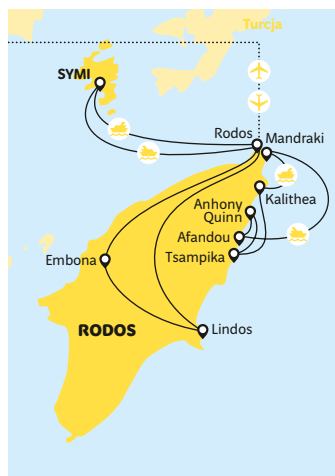 Turcja
SYMI
Rodos
Mandraki
Kalithea
Anhony
Quinn
Afandou
Tsampika
Embona
RODOS
Lindos